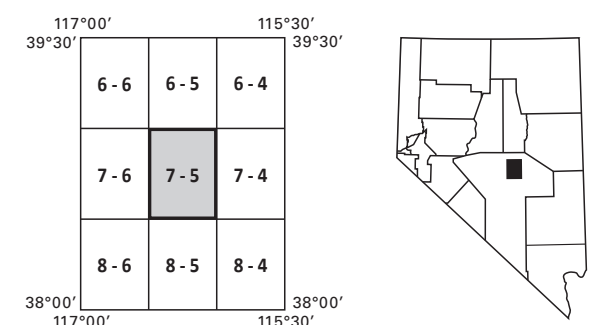 117°00′ 115°30′
39°30′ 39°30′
6 - 6 6 - 5 6 - 4
7 - 6 7 - 5 7 - 4
8 - 6 8 - 5 8 - 4
38°00′ 38°00′
117°00′ 115°30′